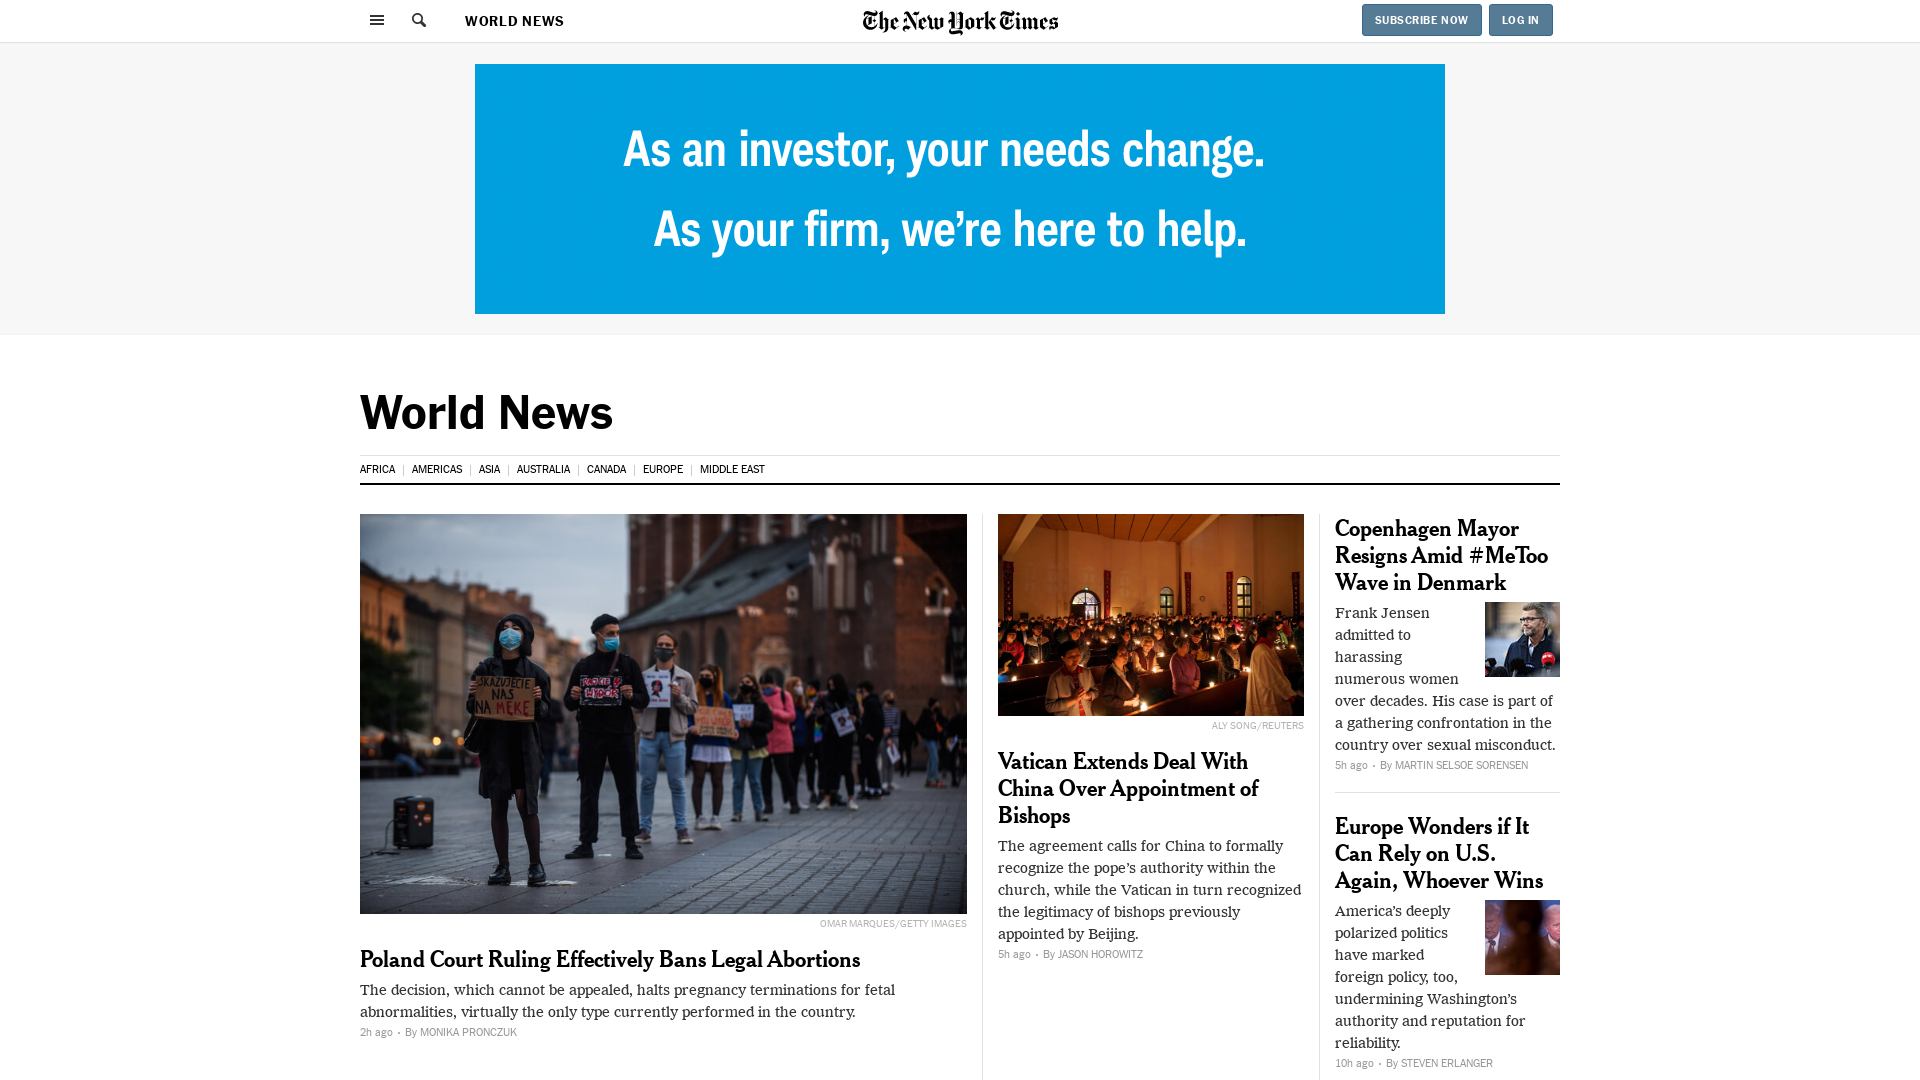 WORLD NEWS
The New York Times
SUBSCRIBE NOW
LOG IN
As an investor, your needs change.
As your firm, we're here to help.
World News
AFRICA
AMERICAS
ASIA
AUSTRALIA
CANADA
EUROPE
MIDDLE EAST
SKAZUJECIE
NAS
NA MĘKĘ
OMAR MARQUES/GETTY IMAGES
Poland Court Ruling Effectively Bans Legal Abortions
The decision, which cannot be appealed, halts pregnancy terminations for fetal
abnormalities, virtually the only type currently performed in the country.
2h ago • By MONIKA PRONCZUK
ALY SONG/REUTERS
Vatican Extends Deal With
China Over Appointment of
Bishops
The agreement calls for China to formally
recognize the pope's authority within the
church, while the Vatican in turn recognized
the legitimacy of bishops previously
appointed by Beijing.
5h ago • By JASON HOROWITZ
Copenhagen Mayor
Resigns Amid #MeToo
Wave in Denmark
Frank Jensen
admitted to
harassing
numerous women
over decades. His case is part of
a gathering confrontation in the
country over sexual misconduct.
5h ago • By MARTIN SELSOE SORENSEN
Europe Wonders if It
Can Rely on U.S.
Again, Whoever Wins
America's deeply
polarized politics
have marked
foreign policy, too,
undermining Washington's
authority and reputation for
reliability.
10h ago • By STEVEN ERLANGER